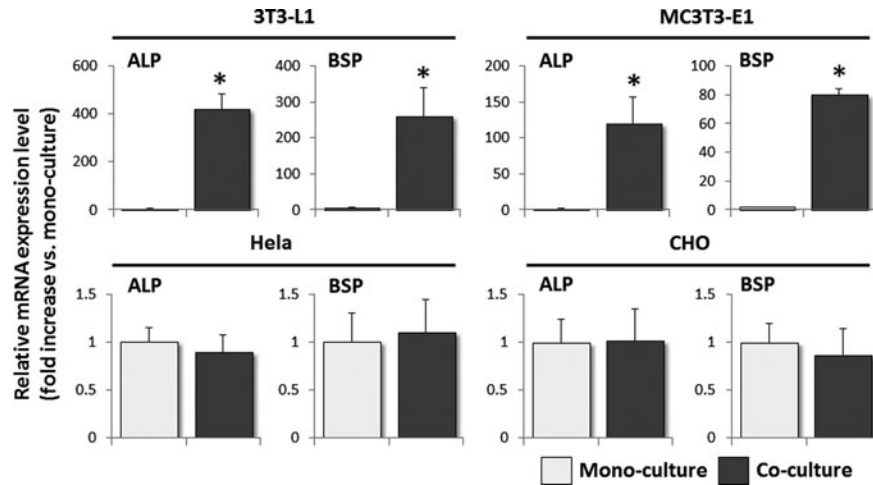 3T3-L1
MC3T3-E1
Relative mRNA expression level
(fold increase vs. mono-culture)
ALP
600
400
200
0
*
BSP
400
300
200
100
0
*
ALP
200
150
100
50
0
*
BSP
100
80
60
40
20
0
*
Hela
CHO
ALP
1.5
1
0.5
0
BSP
1.5
1
0.5
0
ALP
1.5
1
0.5
0
BSP
1.5
1
0.5
0
Mono-culture
Co-culture